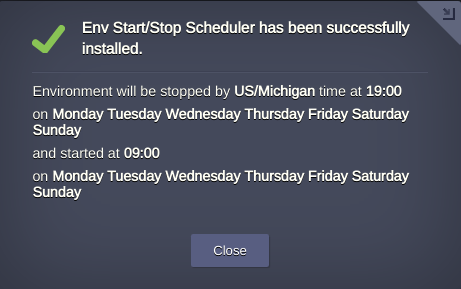 Env Start/Stop Scheduler has been successfully
installed.
Environment will be stopped by US/Michigan time at 19:00
on Monday Tuesday Wednesday Thursday Friday Saturday
Sunday
and started at 09:00
on Monday Tuesday Wednesday Thursday Friday Saturday
Sunday
Close